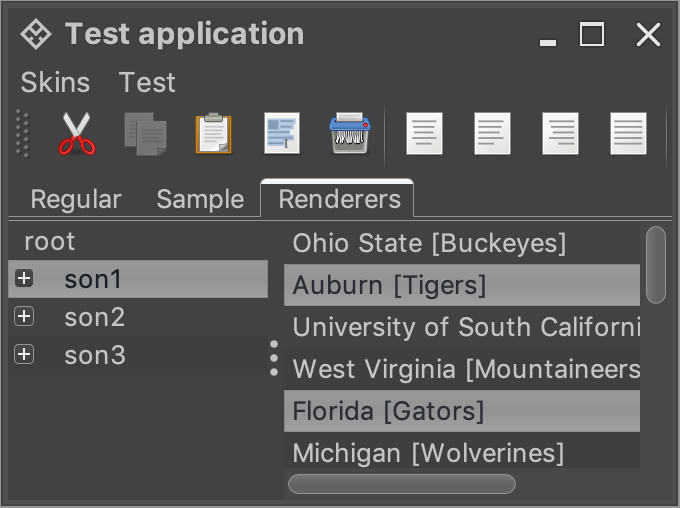 Test application
Skins Test
Regular Sample Renderers
root
son1
son2
son3
Ohio State [Buckeyes]
Auburn [Tigers]
University of South Californi
West Virginia [Mountaineers
Florida [Gators]
Michigan [Wolverines]